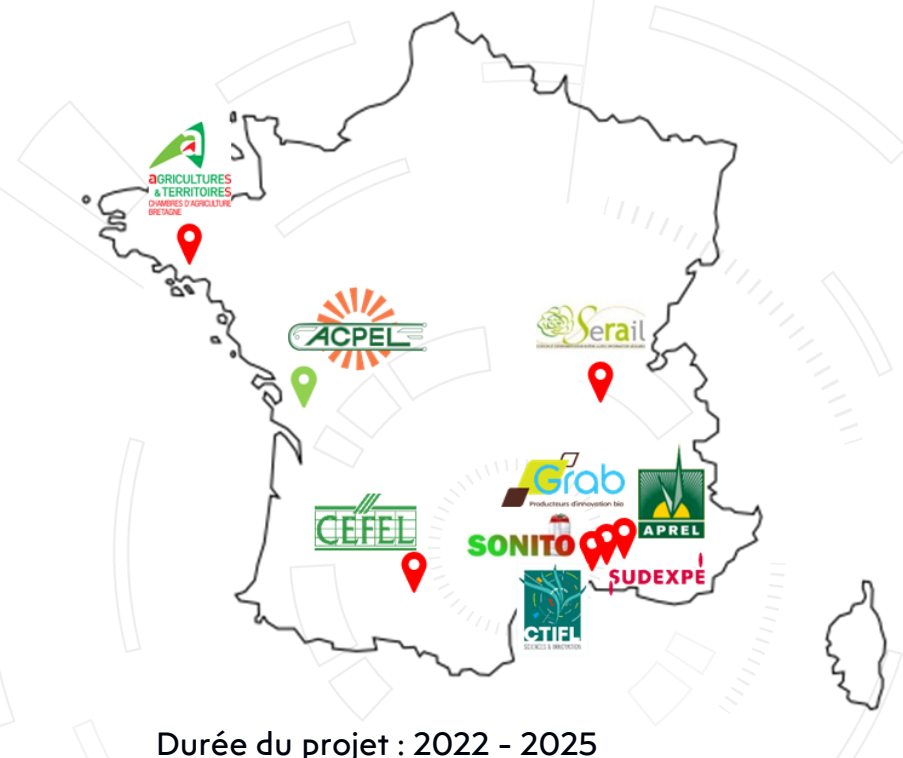 aGRICULTURES
& TERRITOIRES
CHAMBRES D'AGRICULTURE
BRETAGNE
ACPEL
Serail
Grab
Producteurs d'innovation bio
APREL
CEFEL
SONITO
SUDEXPÉ
CTIFL
SCIENCES & INNOVATION
Durée du projet : 2022 - 2025